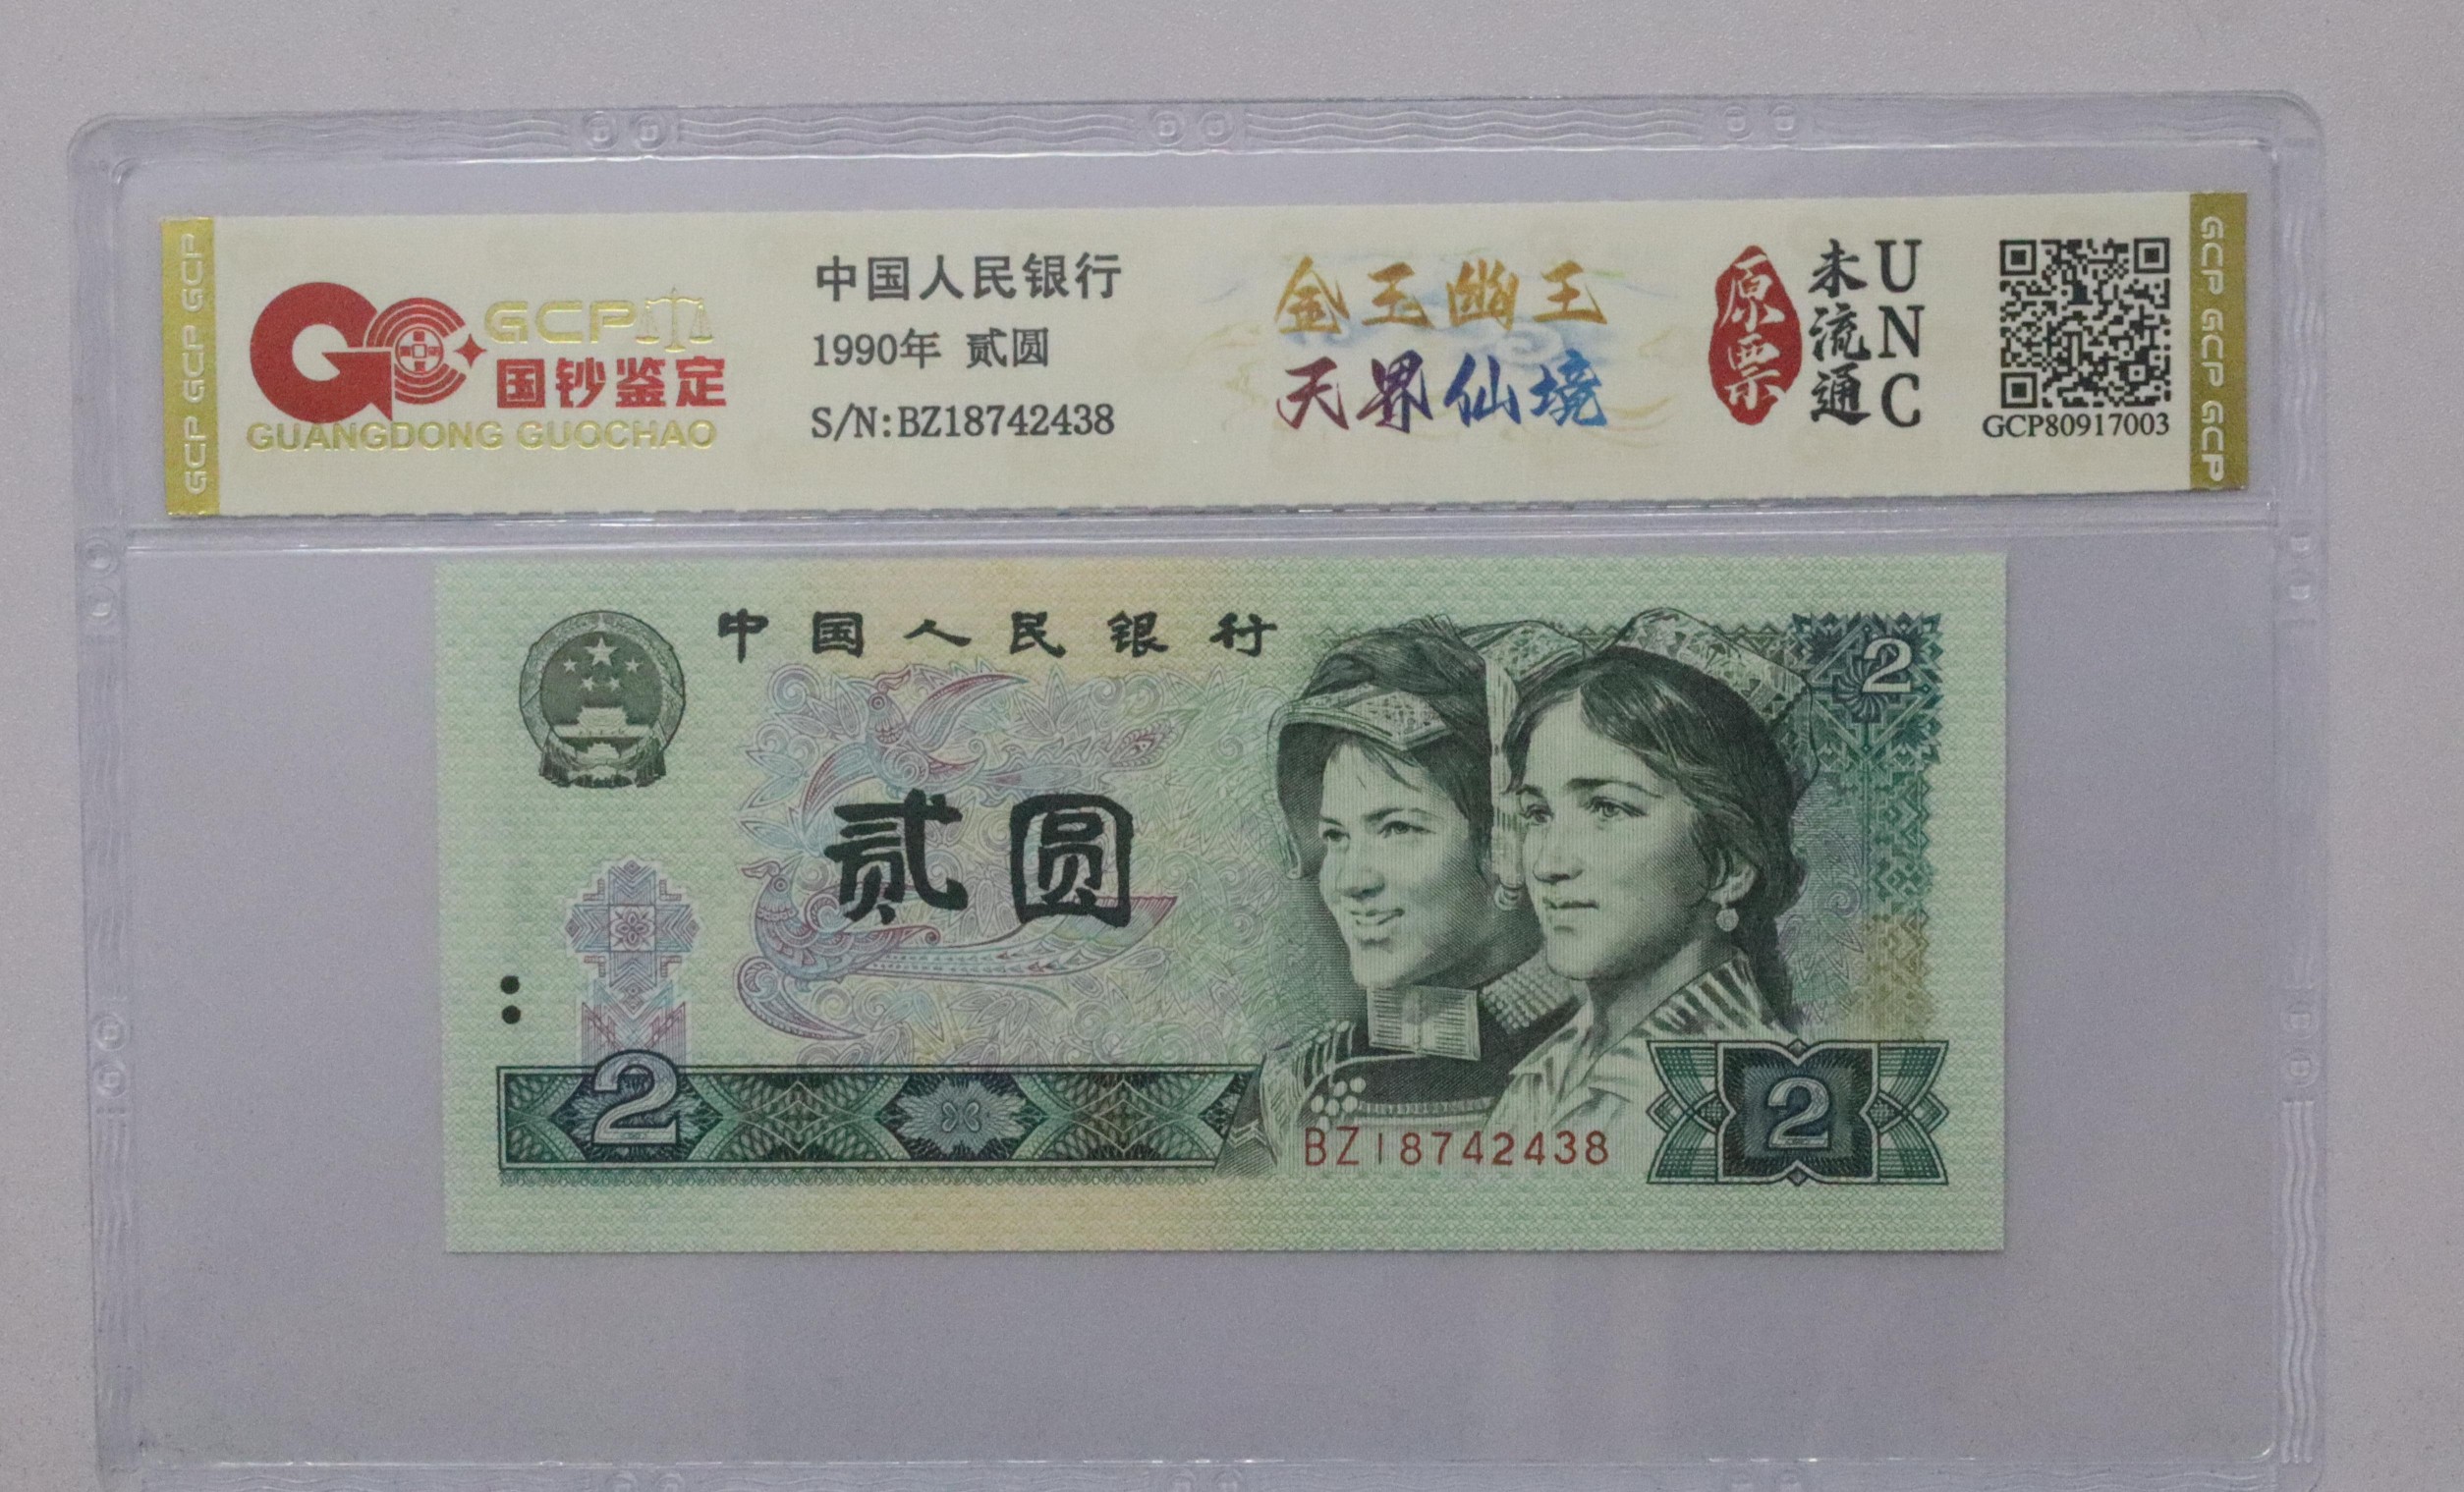 GCP GCP GCP
GCP
国钞鉴定
GUANGDONG GUOCHAO
中国人民银行
1990年 贰圆
S/N:BZ18742438
金玉幽王
天界仙境
原票
未流通
UNC
GCP80917003
GCP GCP GCP
中国人民银行
2
贰圆
2
BZ18742438
2